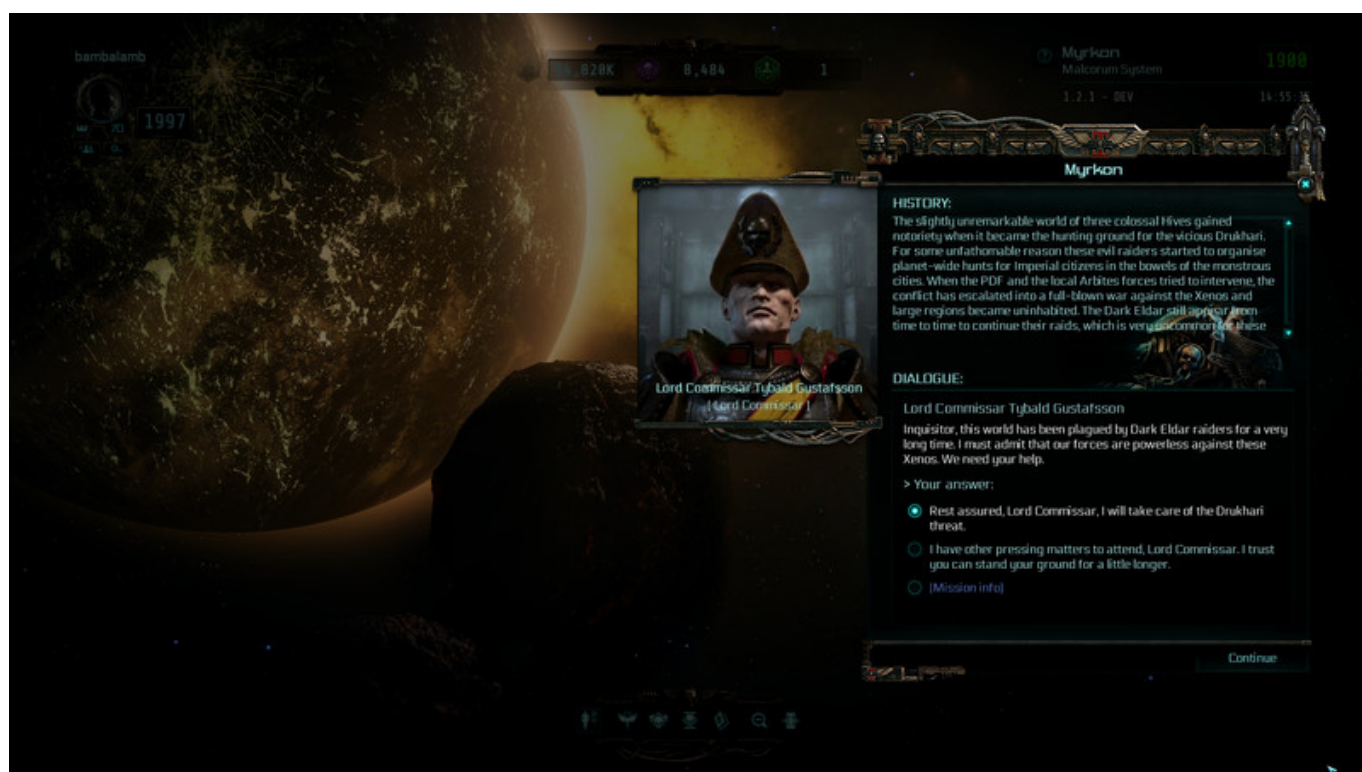 bambalamb
1997
8,484
1
Myrkon
Malcorum System
1900
1.2.1 - DEV
Myrkon
HISTORY:
The slightly unremarkable world of three colossal Hives gained
notoriety when it became the hunting ground for the vicious Drukhari.
For some unfathomable reason these evil raiders started to organise
planet-wide hunts for Imperial citizens in the bowels of the monstrous
cities. When the PDF and the local Arbites forces tried to intervene, the
conflict has escalated into a full-blown war against the Xenos and
large regions became uninhabited. The Dark Eldar still appear from
time to time to continue their raids, which is very uncommon for these
Lord Commissar Tybald Gustafsson
[ Lord Commissar ]
DIALOGUE:
Lord Commissar Tybald Gustafsson
Inquisitor, this world has been plagued by Dark Eldar raiders for a very
long time. I must admit that our forces are powerless against these
Xenos. We need your help.
> Your answer:
Rest assured, Lord Commissar, I will take care of the Drukhari
threat.
I have other pressing matters to attend, Lord Commissar. I trust
you can stand your ground for a little longer.
[Mission info]
Continue